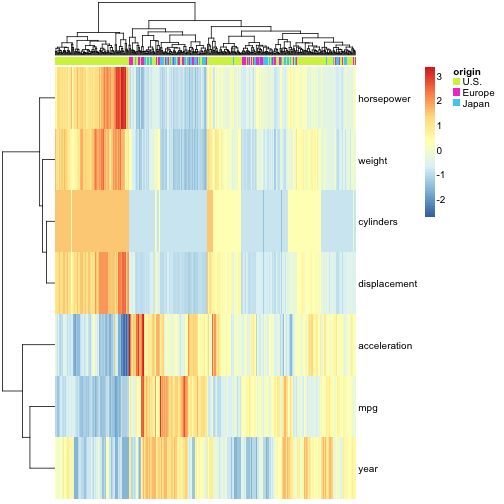 origin
U.S.
Europe
Japan
3
2
1
0
-1
-2
horsepower
weight
cylinders
displacement
acceleration
mpg
year